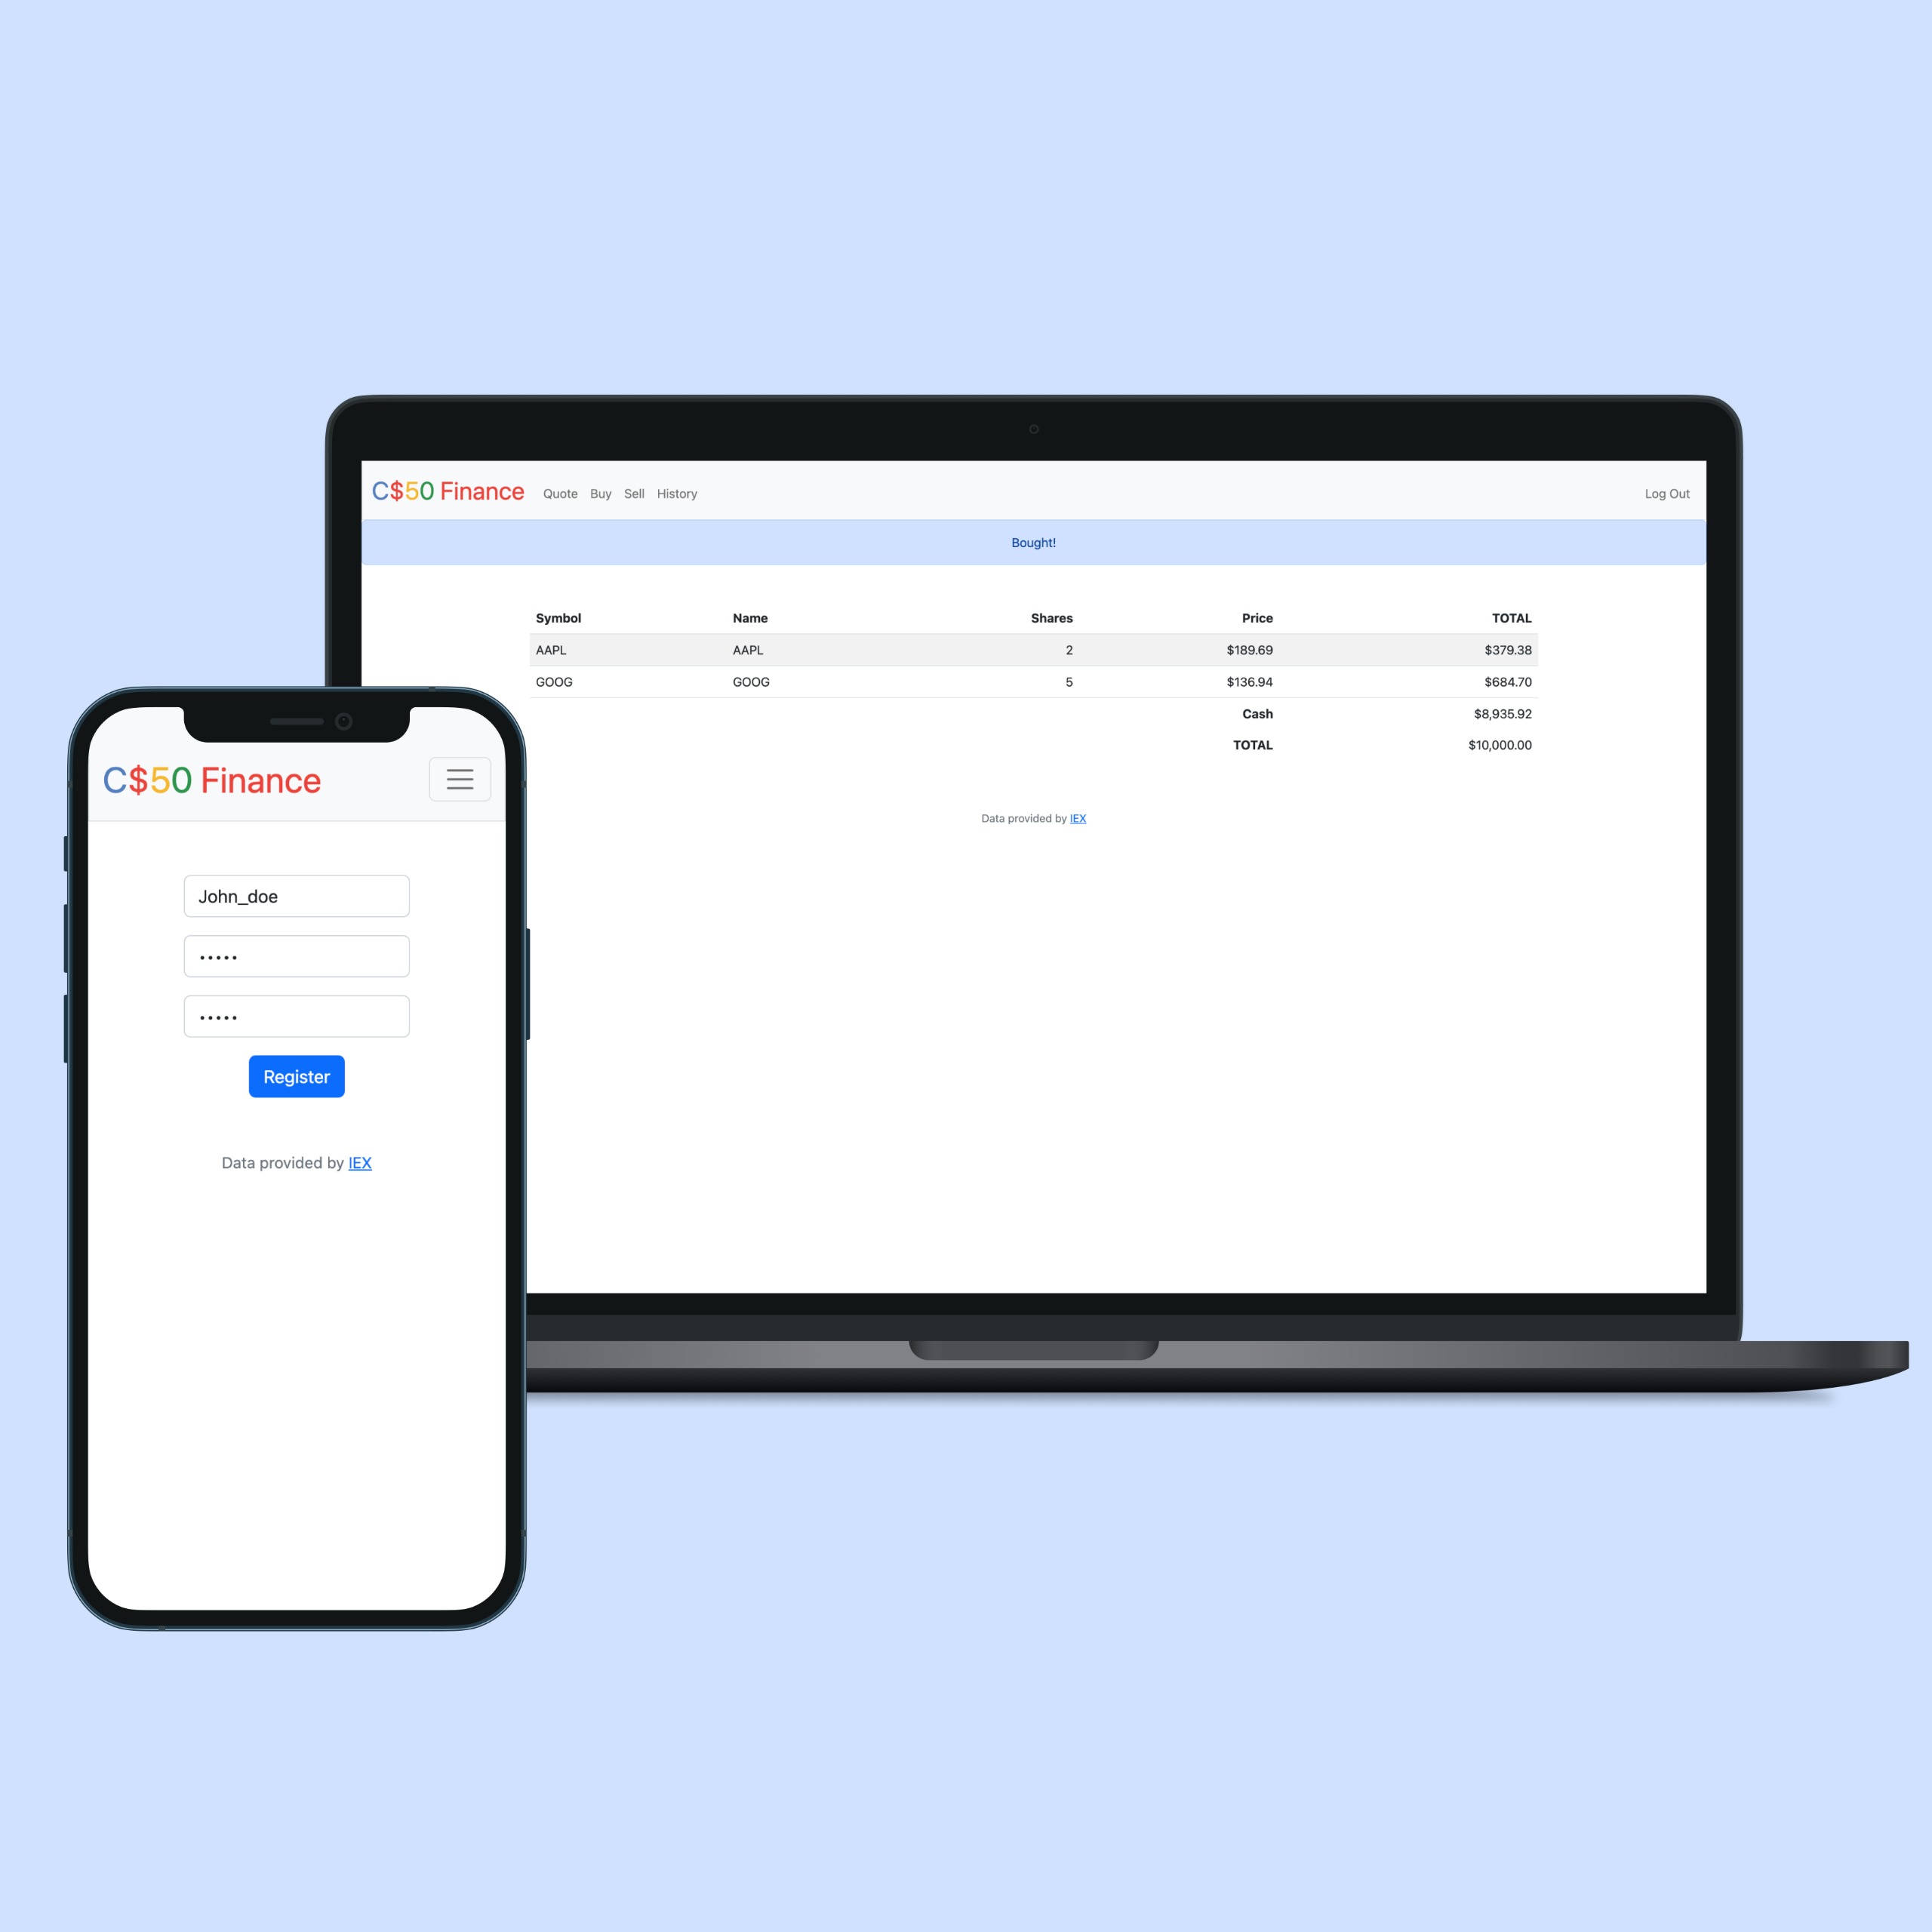 C$50 Finance Quote Buy Sell History Log Out
Bought!
Symbol Name Shares Price TOTAL
AAPL AAPL 2 $189.69 $379.38
GOOG GOOG 5 $136.94 $684.70
Cash $8,935.92
TOTAL $10,000.00
Data provided by IEX
C$50 Finance
John_doe
•••••
•••••
Register
Data provided by IEX